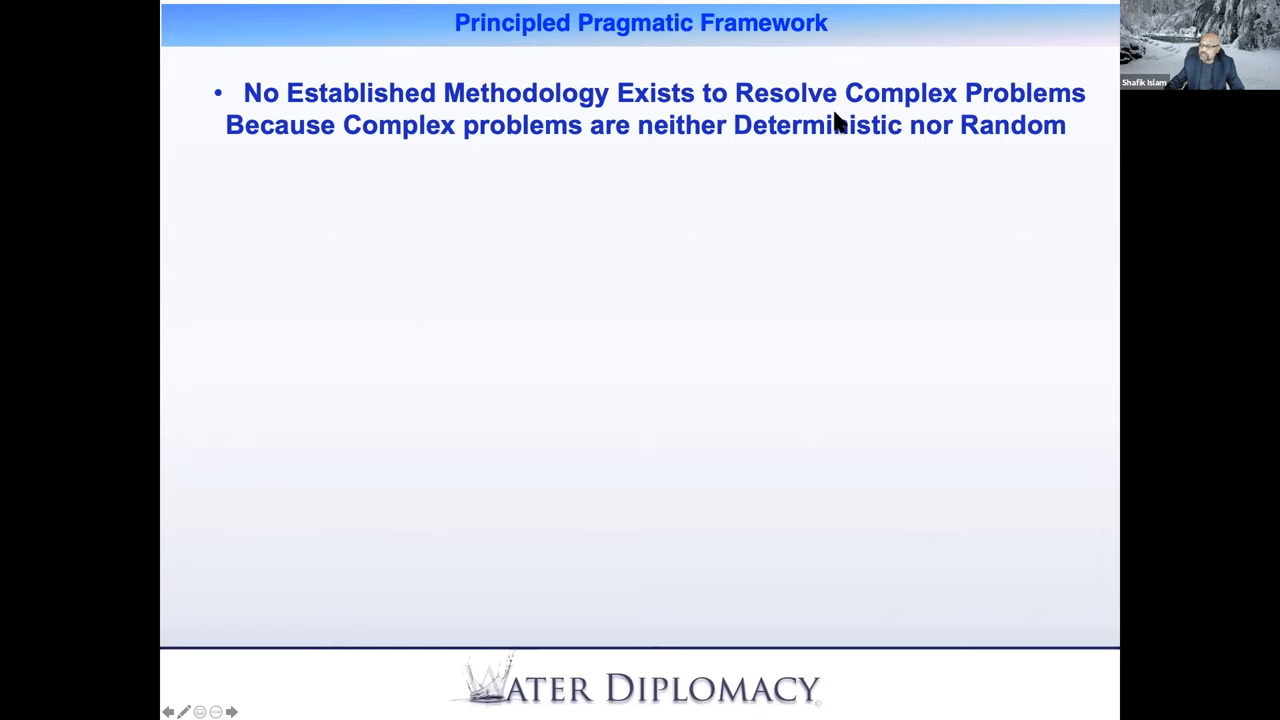 Principled Pragmatic Framework
Shafik Islam
• No Established Methodology Exists to Resolve Complex Problems
Because Complex problems are neither Deterministic nor Random
WATER DIPLOMACY©